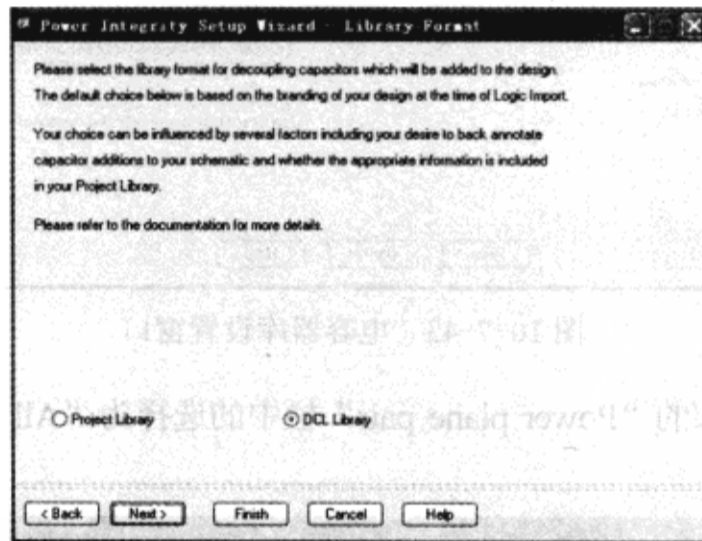 Power Integrity Setup Wizard - Library Format
Please select the library format for decoupling capacitors which will be added to the design.
The default choice below is based on the branding of your design at the time of Logic Import.
Your choice can be influenced by several factors including your desire to back annotate
capacitor additions to your schematic and whether the appropriate information is included
in your Project Library.
Please refer to the documentation for more details.
Project Library
DCL Library
< Back
Next >
Finish
Cancel
Help